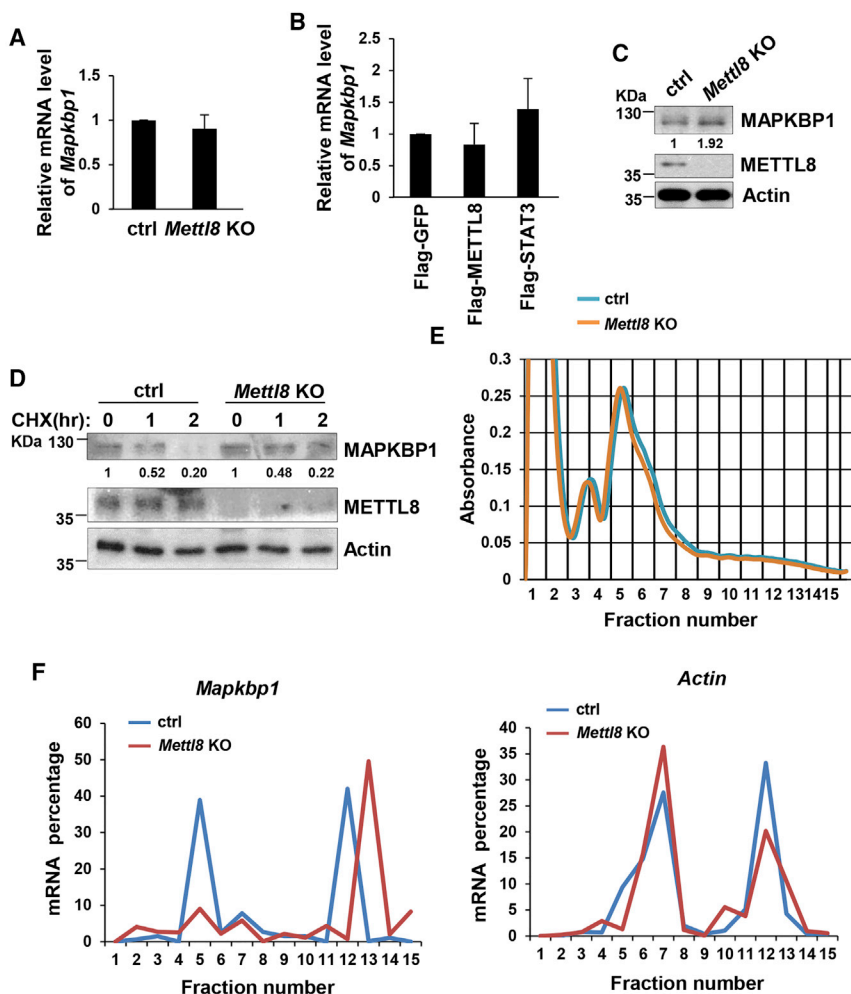 A
Relative mRNA level
of Mapkbp1
1.5
1
0.5
0
ctrl Mettl8 KO
B
Relative mRNA level
of Mapkbp1
2.5
2
1.5
1
0.5
0
Flag-GFP
Flag-METTL8
Flag-STAT3
C
ctrl
Mettl8 KO
KDa
130
MAPKBP1
1 1.92
METTL8
35
Actin
35
D
ctrl Mettl8 KO
CHX(hr): 0 1 2 0 1 2
KDa 130
MAPKBP1
1 0.52 0.20 1 0.48 0.22
METTL8
35
Actin
35
ctrl
Mettl8 KO
E
Absorbance
0.3
0.25
0.2
0.15
0.1
0.05
0
1 2 3 4 5 6 7 8 9 10 11 12 13 14 15
Fraction number
F
Mapkbp1
ctrl
Mettl8 KO
mRNA percentage
60
50
40
30
20
10
0
1 2 3 4 5 6 7 8 9 10 11 12 13 14 15
Fraction number
Actin
ctrl
Mettl8 KO
mRNA percentage
40
35
30
25
20
15
10
5
0
1 2 3 4 5 6 7 8 9 10 11 12 13 14 15
Fraction number